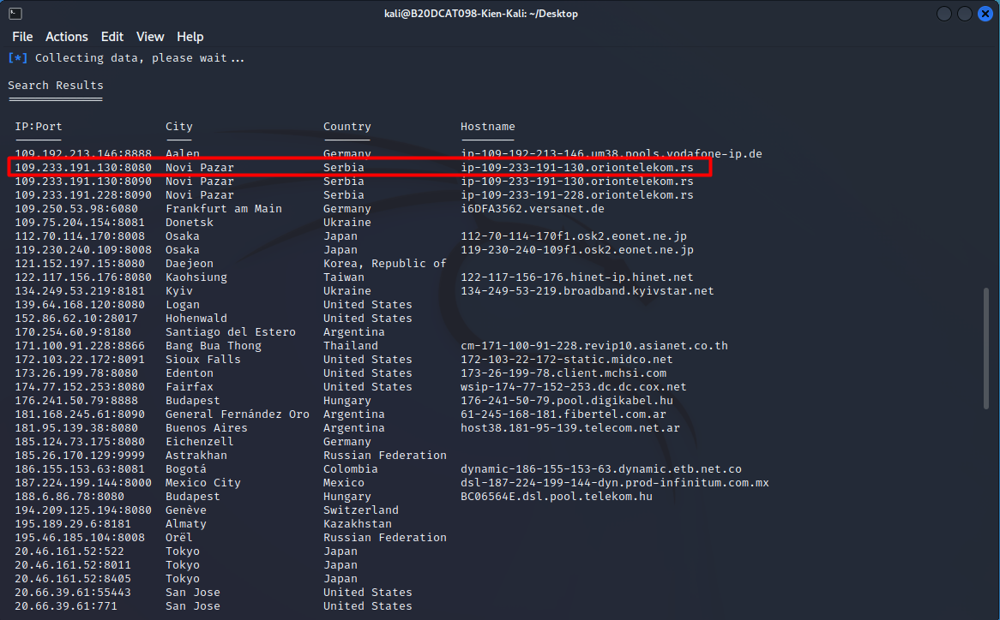 kali@B20DCAT098-Kien-Kali: ~/Desktop
File Actions Edit View Help
[*] Collecting data, please wait...
Search Results
IP:Port City Country Hostname
109.192.213.146:8888 Aalen Germany ip-109-192-213-146.um38.pools.vodafone-ip.de
109.233.191.130:8080 Novi Pazar Serbia ip-109-233-191-130.oriontelekom.rs
109.233.191.130:8090 Novi Pazar Serbia ip-109-233-191-130.oriontelekom.rs
109.233.191.228:8090 Novi Pazar Serbia ip-109-233-191-228.oriontelekom.rs
109.250.53.98:6080 Frankfurt am Main Germany i6DFA3562.versanet.de
109.75.204.154:8081 Donetsk Ukraine
112.70.114.170:8008 Osaka Japan 112-70-114-170f1.osk2.eonet.ne.jp
119.230.240.109:8008 Osaka Japan 119-230-240-109f1.osk2.eonet.ne.jp
121.152.197.15:8080 Daejeon Korea, Republic of
122.117.156.176:8080 Kaohsiung Taiwan 122-117-156-176.hinet-ip.hinet.net
134.249.53.219:8181 Kyiv Ukraine 134-249-53-219.broadband.kyivstar.net
139.64.168.120:8080 Logan United States
152.86.62.10:28017 Hohenwald United States
170.254.60.9:8180 Santiago del Estero Argentina
171.100.91.228:8866 Bang Bua Thong Thailand cm-171-100-91-228.revip10.asianet.co.th
172.103.22.172:8091 Sioux Falls United States 172-103-22-172-static.midco.net
173.26.199.78:8080 Edenton United States 173-26-199-78.client.mchsi.com
174.77.152.253:8080 Fairfax United States wsip-174-77-152-253.dc.dc.cox.net
176.241.50.79:8888 Budapest Hungary 176-241-50-79.pool.digikabel.hu
181.168.245.61:8090 General Fernández Oro Argentina 61-245-168-181.fibertel.com.ar
181.95.139.38:8080 Buenos Aires Argentina host38.181-95-139.telecom.net.ar
185.124.73.175:8080 Eichenzell Germany
185.26.170.129:9999 Astrakhan Russian Federation
186.155.153.63:8081 Bogotá Colombia dynamic-186-155-153-63.dynamic.etb.net.co
187.224.199.144:8000 Mexico City Mexico dsl-187-224-199-144-dyn.prod-infinitum.com.mx
188.6.86.78:8080 Budapest Hungary BC06564E.dsl.pool.telekom.hu
194.209.125.194:8080 Genève Switzerland
195.189.29.6:8181 Almaty Kazakhstan
195.46.185.104:8008 Orël Russian Federation
20.46.161.52:522 Tokyo Japan
20.46.161.52:8011 Tokyo Japan
20.46.161.52:8405 Tokyo Japan
20.66.39.61:55443 San Jose United States
20.66.39.61:771 San Jose United States